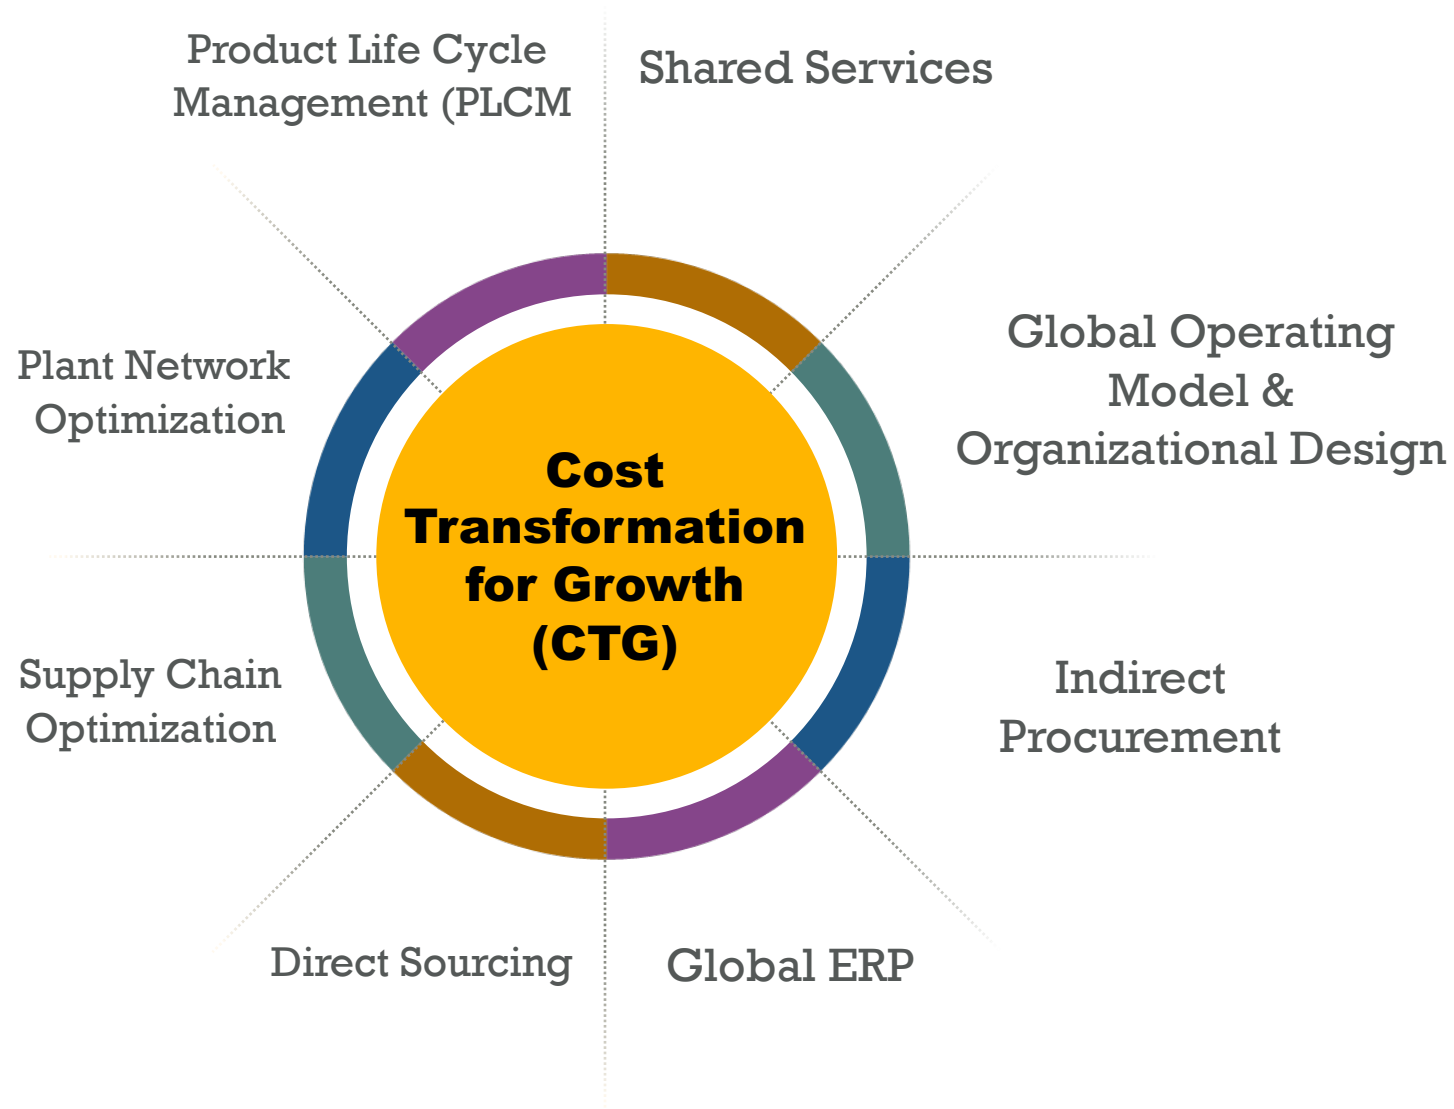 Product Life Cycle
Management (PLCM
Shared Services
Global Operating
Model &
Organizational Design
Plant Network
Optimization
Cost
Transformation
for Growth
(CTG)
Supply Chain
Optimization
Indirect
Procurement
Direct Sourcing
Global ERP